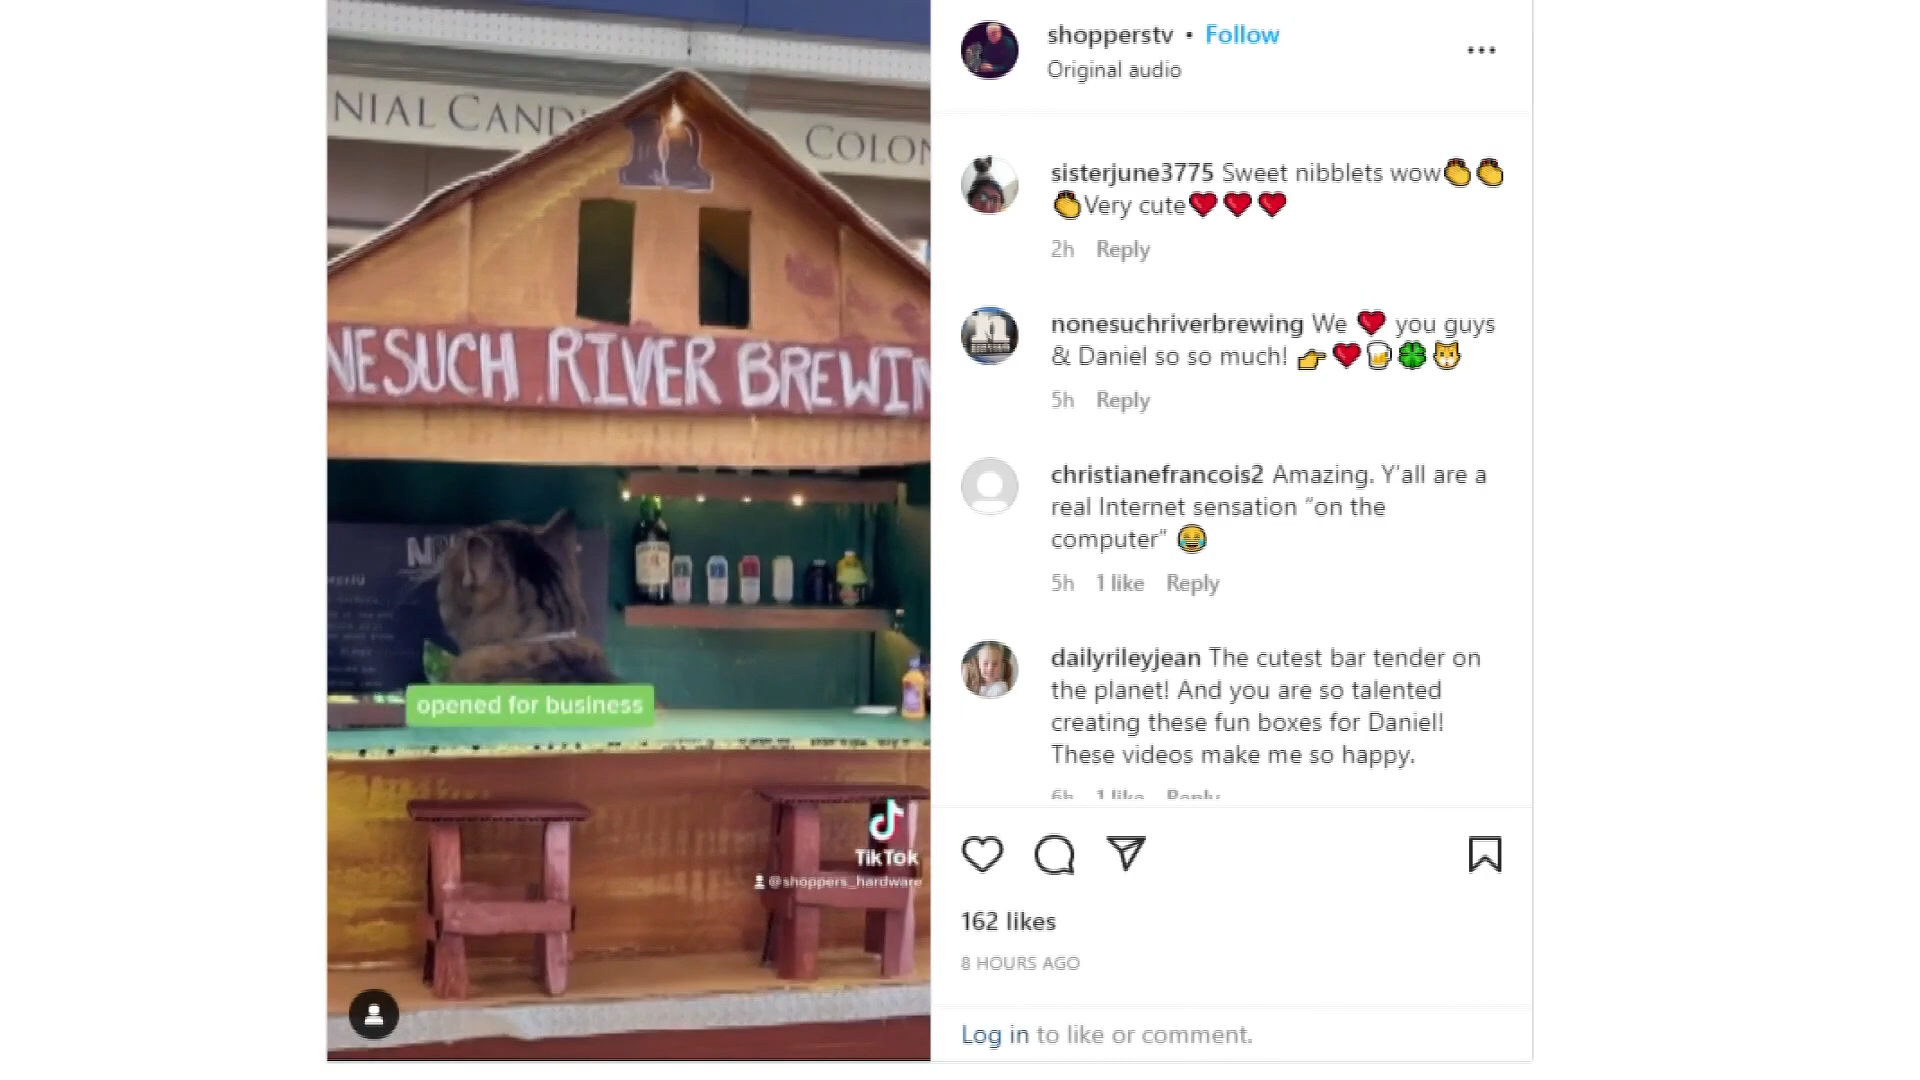 NIAL CAND
COLON
n
NESUCH RIVER BREWIN
opened for business
TikTok
@shoppers_hardware
shopperstv • Follow
Original audio
sisterjune3775 Sweet nibblets wow👏👏
👏Very cute❤️❤️❤️
2h Reply
nonesuchriverbrewing We ❤️ you guys
& Daniel so so much! 👉❤️🍺🍀🐱
5h Reply
christianefrancois2 Amazing. Y'all are a
real Internet sensation "on the
computer" 😂
5h 1 like Reply
dailyrileyjean The cutest bar tender on
the planet! And you are so talented
creating these fun boxes for Daniel!
These videos make me so happy.
6h 1 like Reply
162 likes
8 HOURS AGO
Log in to like or comment.